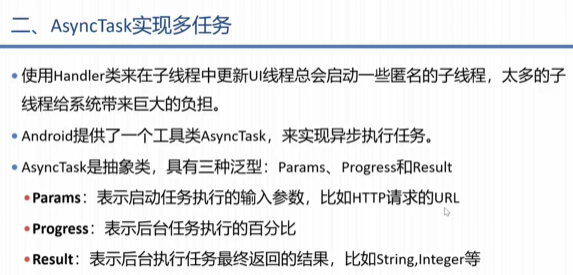 二、AsyncTask实现多任务
•使用Handler类来在子线程中更新UI线程总会启动一些匿名的子线程，太多的子
线程给系统带来巨大的负担。
•Android提供了一个工具类AsyncTask，来实现异步执行任务。
•AsyncTask是抽象类，具有三种泛型：Params、Progress和Result
•Params：表示启动任务执行的输入参数，比如HTTP请求的URL
•Progress：表示后台任务执行的百分比
•Result：表示后台执行任务最终返回的结果，比如String,Integer等